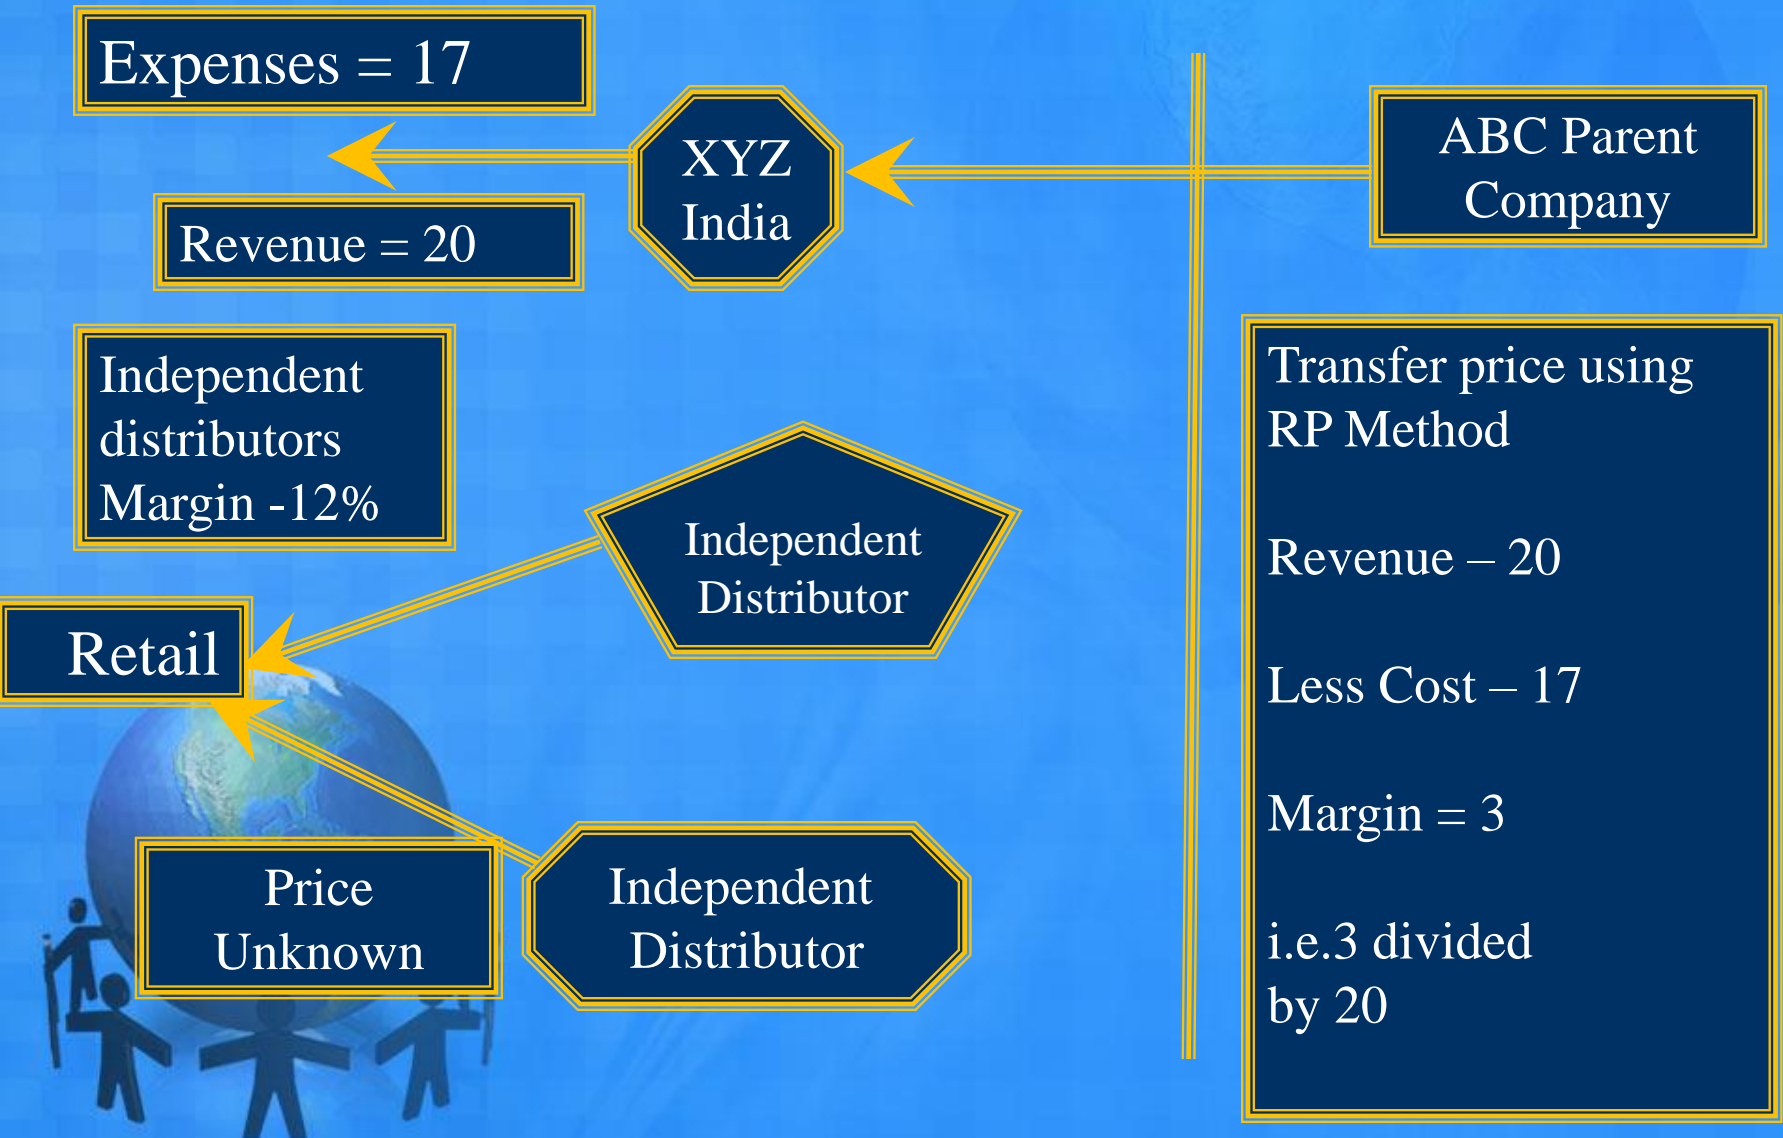 Expenses = 17
XYZ
India
ABC Parent
Company
Revenue = 20
Independent
distributors
Margin -12%
Transfer price using
RP Method
Revenue – 20
Less Cost – 17
Margin = 3
i.e.3 divided
by 20
Independent
Distributor
Retail
Price
Unknown
Independent
Distributor